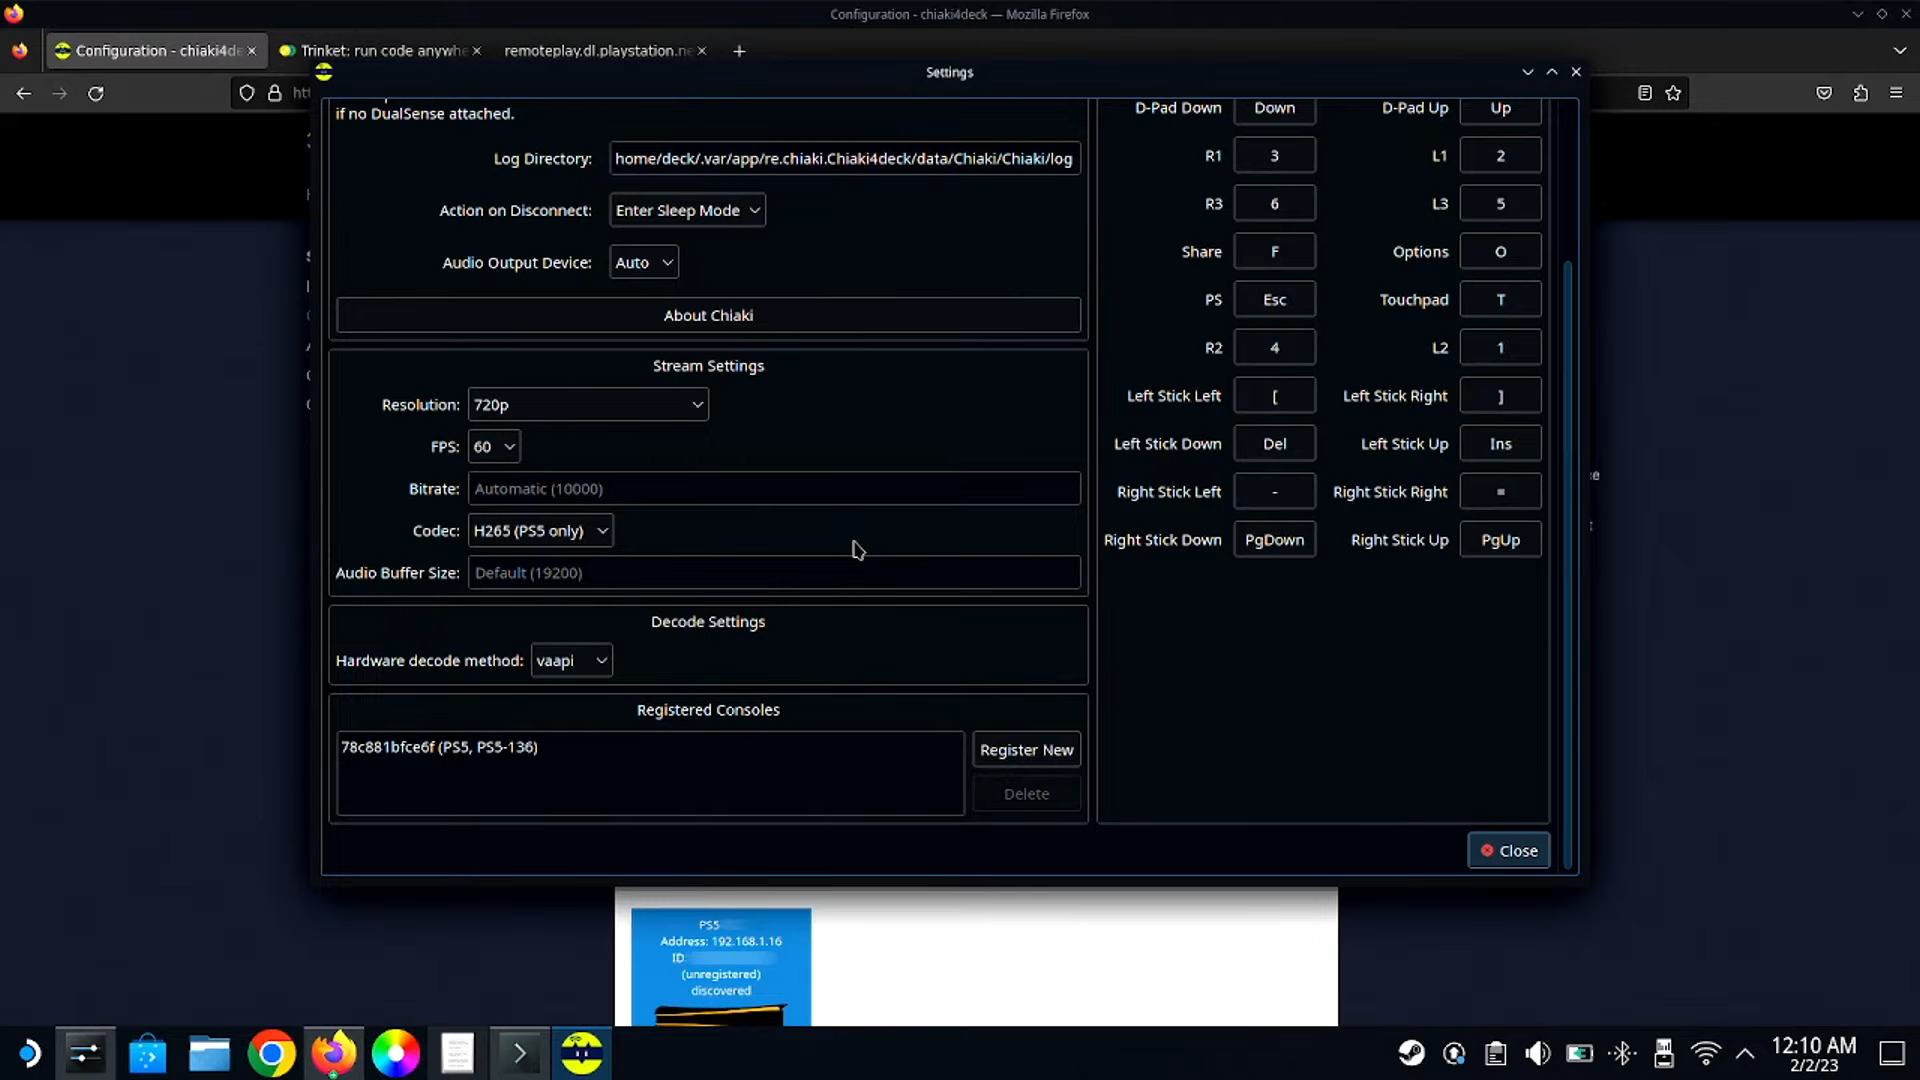 Configuration - chiaki4deck — Mozilla Firefox
Configuration - chiaki4de
Trinket: run code anywhe
remoteplay.dl.playstation.ne
Settings
if no DualSense attached.
Log Directory: home/deck/.var/app/re.chiaki.Chiaki4deck/data/Chiaki/Chiaki/log
Action on Disconnect: Enter Sleep Mode
Audio Output Device: Auto
About Chiaki
Stream Settings
Resolution: 720p
FPS: 60
Bitrate: Automatic (10000)
Codec: H265 (PS5 only)
Audio Buffer Size: Default (19200)
Decode Settings
Hardware decode method: vaapi
Registered Consoles
78c881bfce6f (PS5, PS5-136)
Register New
Delete
D-Pad Down Down D-Pad Up Up
R1 3 L1 2
R3 6 L3 5
Share F Options O
PS Esc Touchpad T
R2 4 L2 1
Left Stick Left [ Left Stick Right ]
Left Stick Down Del Left Stick Up Ins
Right Stick Left - Right Stick Right =
Right Stick Down PgDown Right Stick Up PgUp
Close
PS5
Address: 192.168.1.16
ID
(unregistered)
discovered
12:10 AM
2/2/23